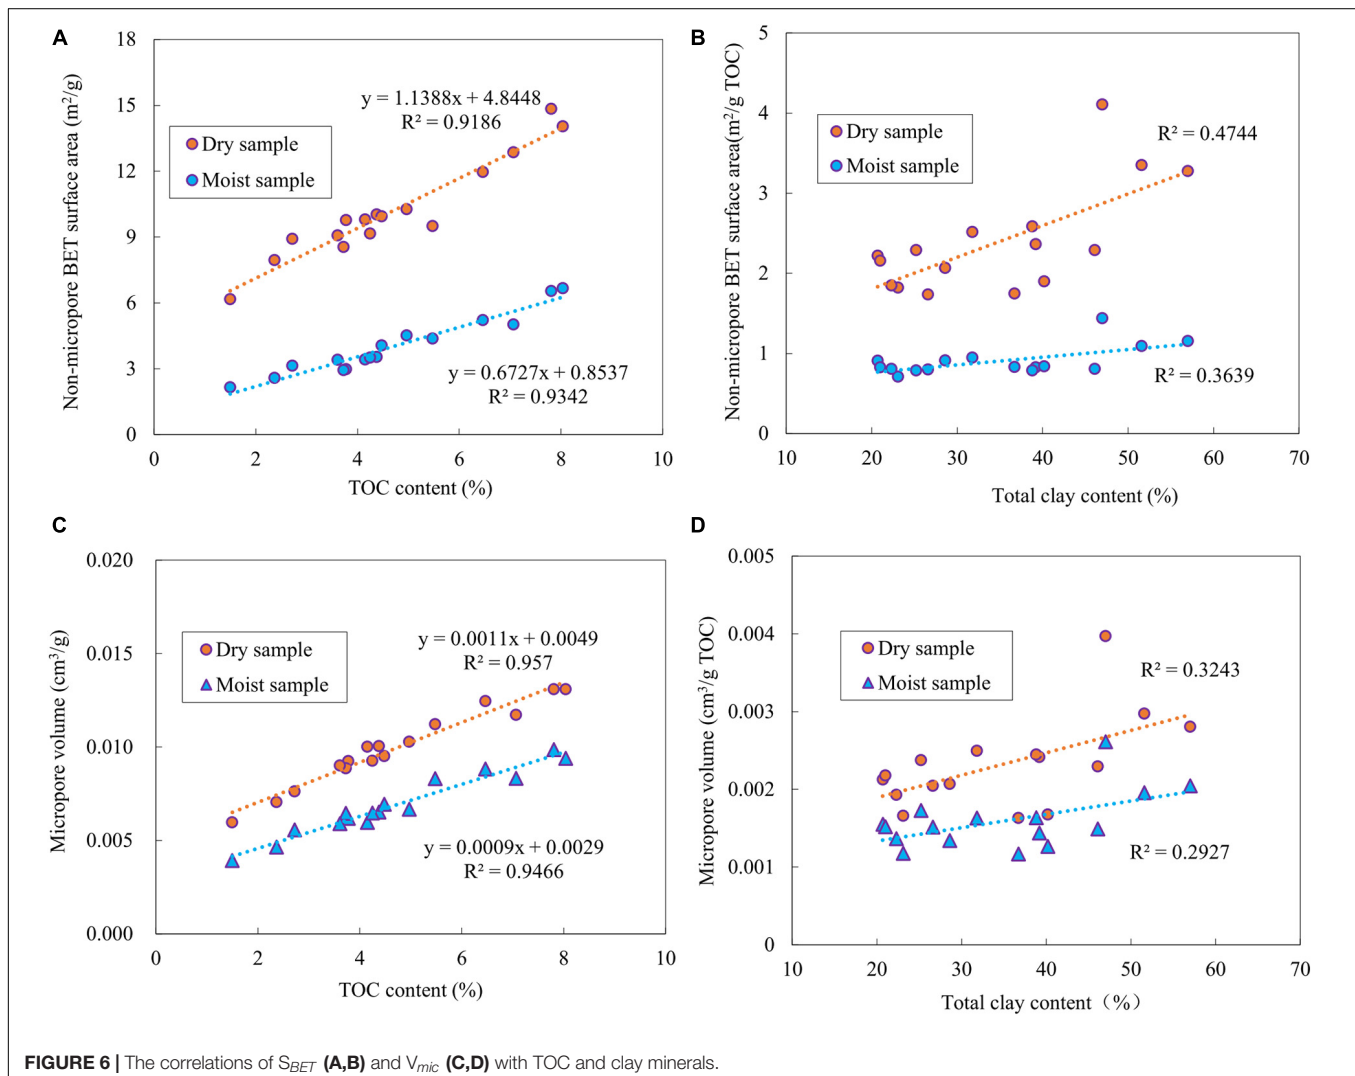 A
Non-micropore BET surface area (m²/g)
18
15
12
9
6
3
0
y = 1.1388x + 4.8448
R² = 0.9186
Dry sample
Moist sample
y = 0.6727x + 0.8537
R² = 0.9342
0 2 4 6 8 10
TOC content (%)
B
Non-micropore BET surface area(m²/g TOC)
5
4
3
2
1
0
Dry sample
Moist sample
R² = 0.4744
R² = 0.3639
10 20 30 40 50 60 70
Total clay content (%)
C
Micropore volume (cm³/g)
0.020
0.015
0.010
0.005
0.000
Dry sample
Moist sample
y = 0.0011x + 0.0049
R² = 0.957
y = 0.0009x + 0.0029
R² = 0.9466
0 2 4 6 8 10
TOC content (%)
D
Micropore volume (cm³/g TOC)
0.005
0.004
0.003
0.002
0.001
0
Dry sample
Moist sample
R² = 0.3243
R² = 0.2927
10 20 30 40 50 60 70
Total clay content（%）
FIGURE 6 | The correlations of S_BET (A,B) and V_mic (C,D) with TOC and clay minerals.